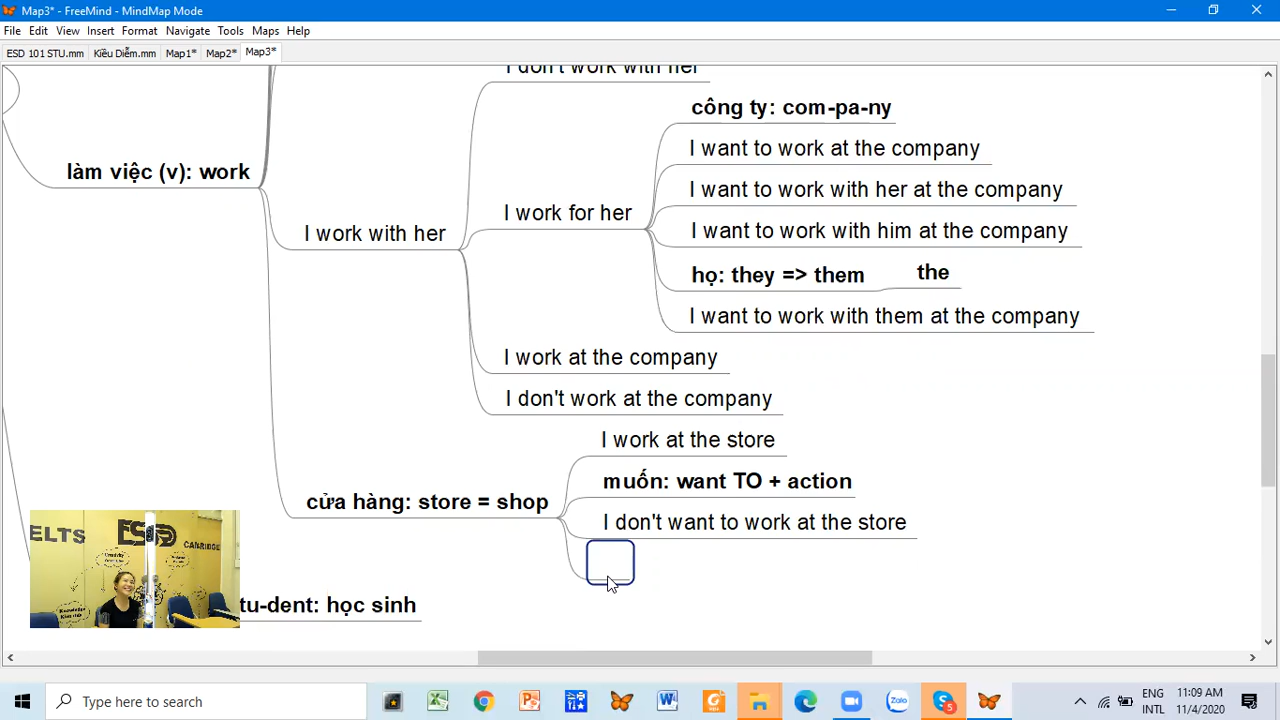 Map3* - FreeMind - MindMap Mode
File Edit View Insert Format Navigate Tools Maps Help
ESD 101 STU.mm Kiều Diễm.mm Map1* Map2* Map3*
I don't work with her
công ty: com-pa-ny
I want to work at the company
làm việc (v): work
I want to work with her at the company
I work for her
I work with her
I want to work with him at the company
họ: they => them
the
I want to work with them at the company
I work at the company
I don't work at the company
I work at the store
muốn: want TO + action
cửa hàng: store = shop
I don't want to work at the store
ELTS ESD CAMBRIDGE
tu-dent: học sinh
Type here to search
ENG
INTL
11:09 AM
11/4/2020